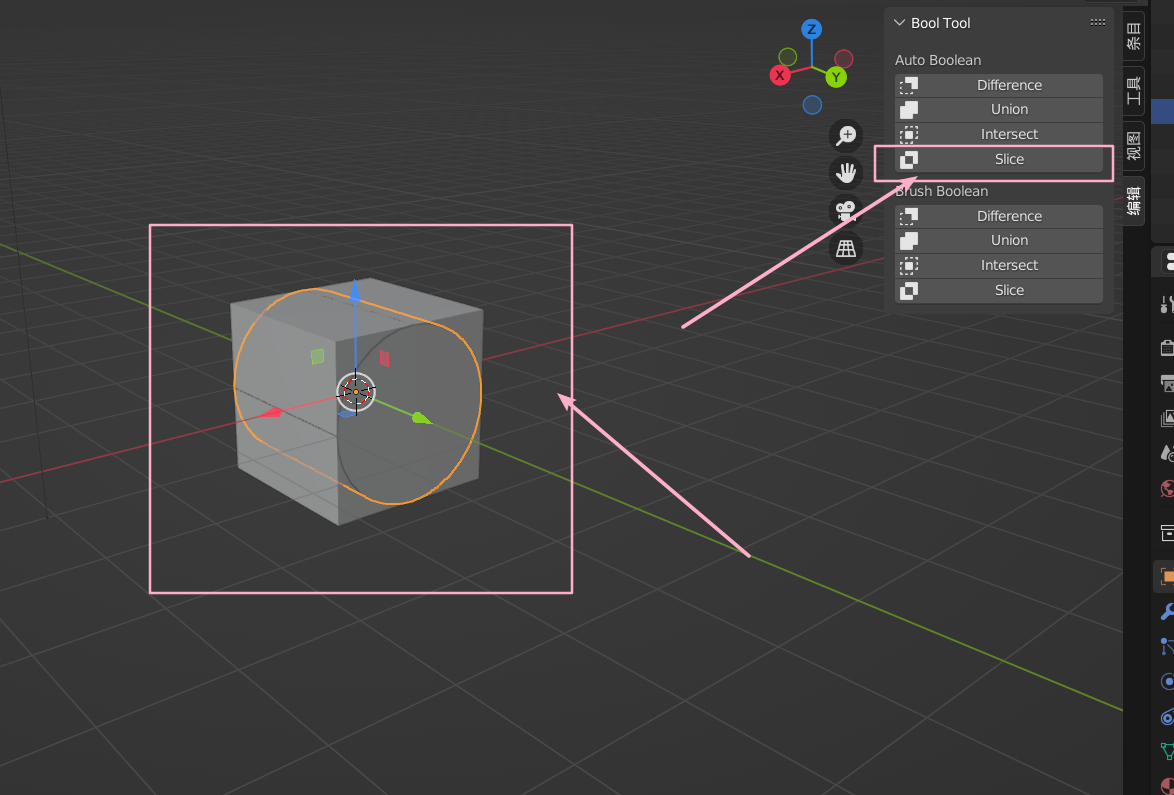 Bool Tool
Auto Boolean
Difference
Union
Intersect
Slice
Brush Boolean
Difference
Union
Intersect
Slice
Z
X
Y
条目
工具
视图
编辑